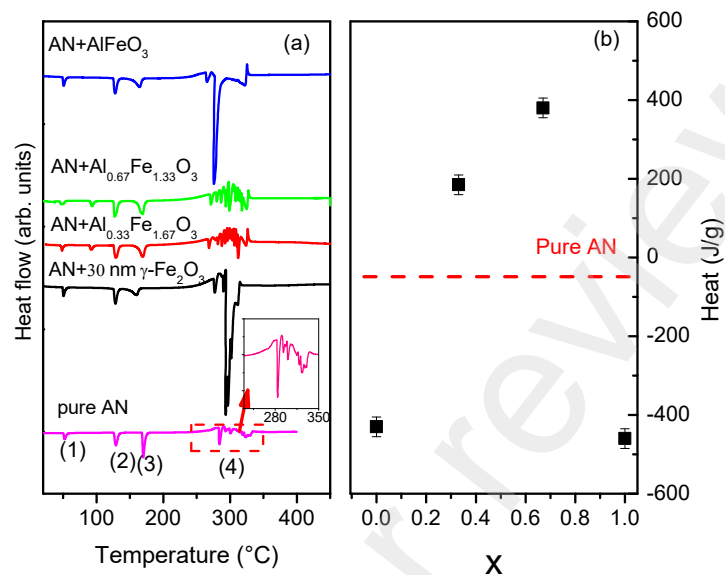 (a)
AN+AlFeO₃
AN+Al₀.₆₇Fe₁.₃₃O₃
AN+Al₀.₃₃Fe₁.₆₇O₃
AN+30 nm γ-Fe₂O₃
pure AN
280 350
(1) (2) (3) (4)
0 100 200 300 400
Temperature (°C)
Heat flow (arb. units)
(b)
Pure AN
600
400
200
0
-200
-400
-600
Heat (J/g)
0.0 0.2 0.4 0.6 0.8 1.0
X
r review